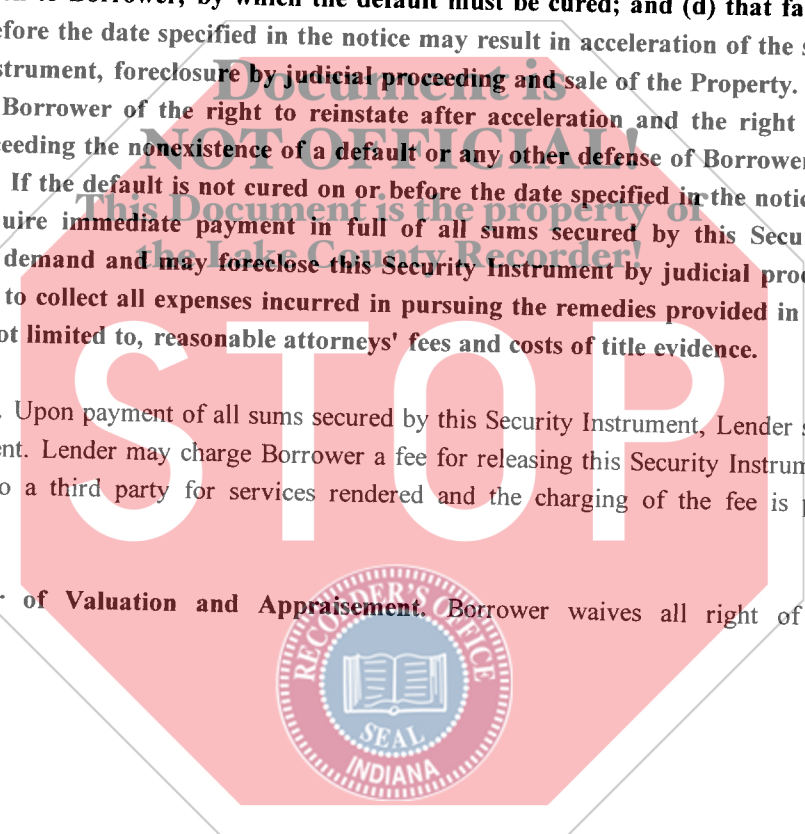 to Borrower, by which the default must be cured; and (d) that fa
efore the date specified in the notice may result in acceleration of the s
strument, foreclosure by judicial proceeding and sale of the Property.
Borrower of the right to reinstate after acceleration and the right
ceeding the nonexistence of a default or any other defense of Borrower
If the default is not cured on or before the date specified in the notic
uire immediate payment in full of all sums secured by this Secu
demand and may foreclose this Security Instrument by judicial proc
to collect all expenses incurred in pursuing the remedies provided in
ot limited to, reasonable attorneys' fees and costs of title evidence.
. Upon payment of all sums secured by this Security Instrument, Lender s
ent. Lender may charge Borrower a fee for releasing this Security Instrum
o a third party for services rendered and the charging of the fee is p
of Valuation and Appraisement. Borrower waives all right of
Document is
NOT OFFICIAL!
This Document is the property of
the Lake County Recorder!
STOP
RECORDER'S OFFICE
SEAL
INDIANA